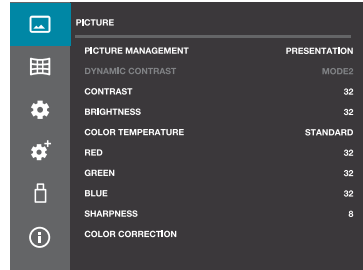 PICTURE
PICTURE MANAGEMENT PRESENTATION
DYNAMIC CONTRAST MODE2
CONTRAST 32
BRIGHTNESS 32
COLOR TEMPERATURE STANDARD
RED 32
GREEN 32
BLUE 32
SHARPNESS 8
COLOR CORRECTION